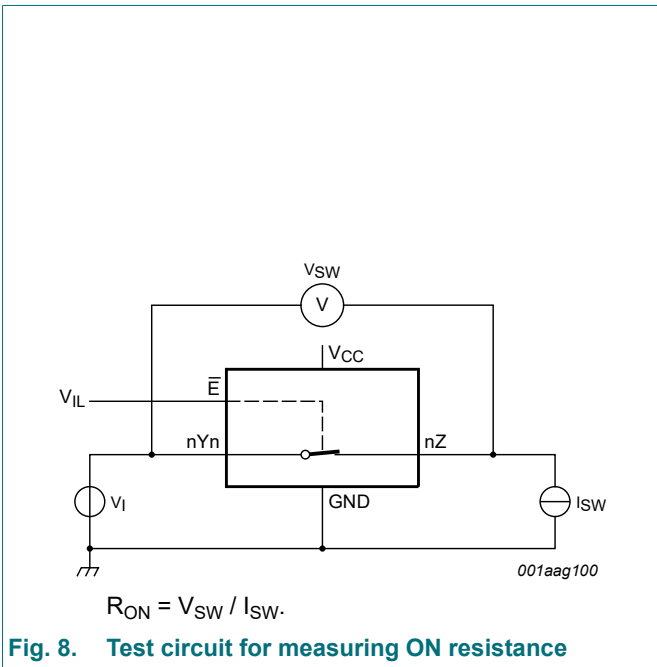 VSW
V
VCC
E̅
VIL
nYn
nZ
VI
GND
ISW
001aag100
RON = VSW / ISW.
Fig. 8. Test circuit for measuring ON resistance